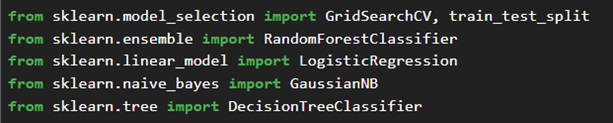 from sklearn.model_selection import GridSearchCV, train_test_split
from sklearn.ensemble import RandomForestClassifier
from sklearn.linear_model import LogisticRegression
from sklearn.naive_bayes import GaussianNB
from sklearn.tree import DecisionTreeClassifier